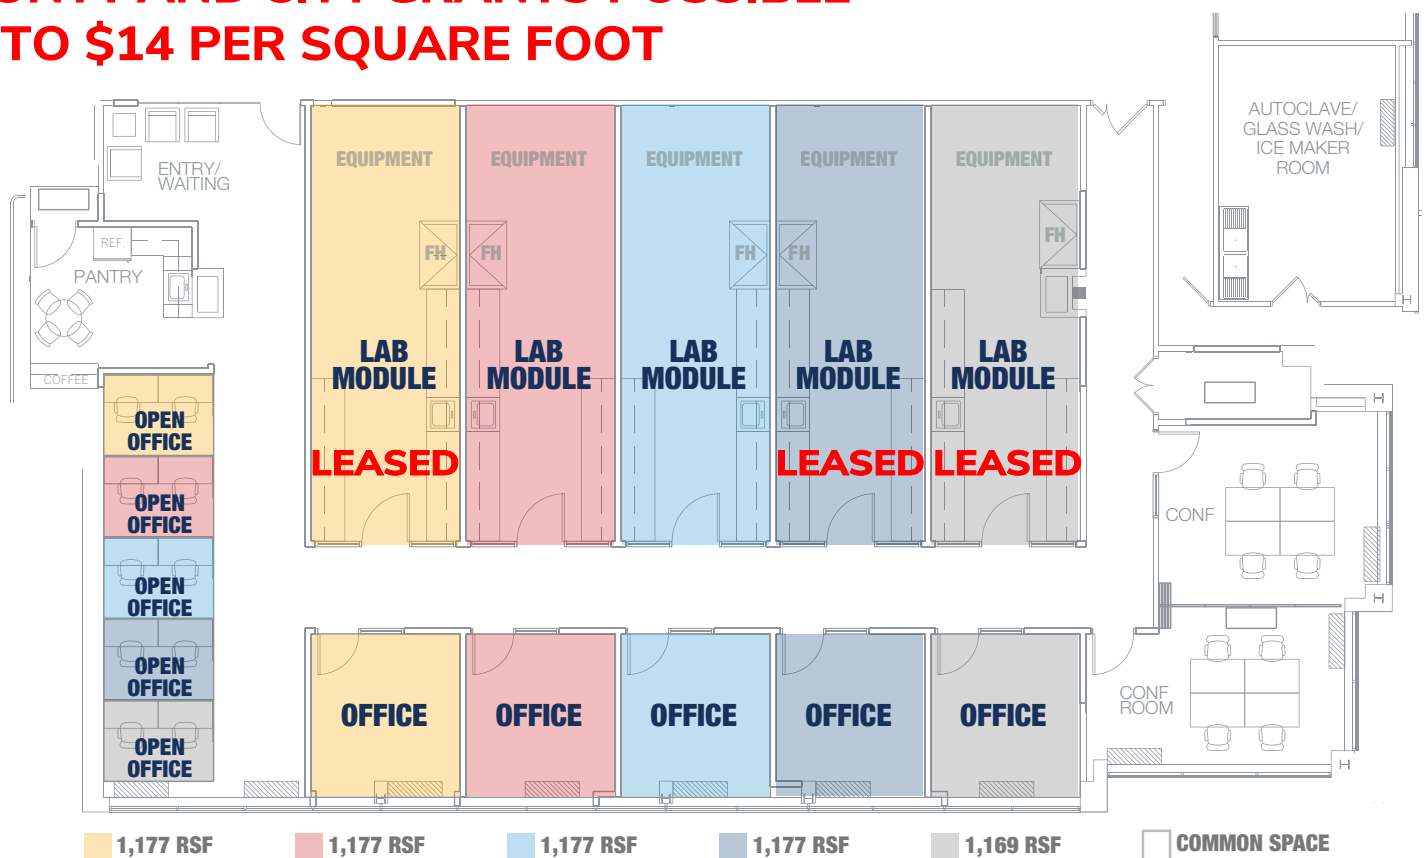 TO $14 PER SQUARE FOOT
AUTOCLAVE/
GLASS WASH/
ICE MAKER
ROOM
ENTRY/
WAITING
EQUIPMENT
EQUIPMENT
EQUIPMENT
EQUIPMENT
EQUIPMENT
REF.
PANTRY
COFFEE
FH
FH
FH
FH
FH
LAB
MODULE
LAB
MODULE
LAB
MODULE
LAB
MODULE
LAB
MODULE
LEASED
LEASED
LEASED
OPEN
OFFICE
OPEN
OFFICE
OPEN
OFFICE
OPEN
OFFICE
OPEN
OFFICE
CONF
CONF
ROOM
OFFICE
OFFICE
OFFICE
OFFICE
OFFICE
1,177 RSF
1,177 RSF
1,177 RSF
1,177 RSF
1,169 RSF
COMMON SPACE